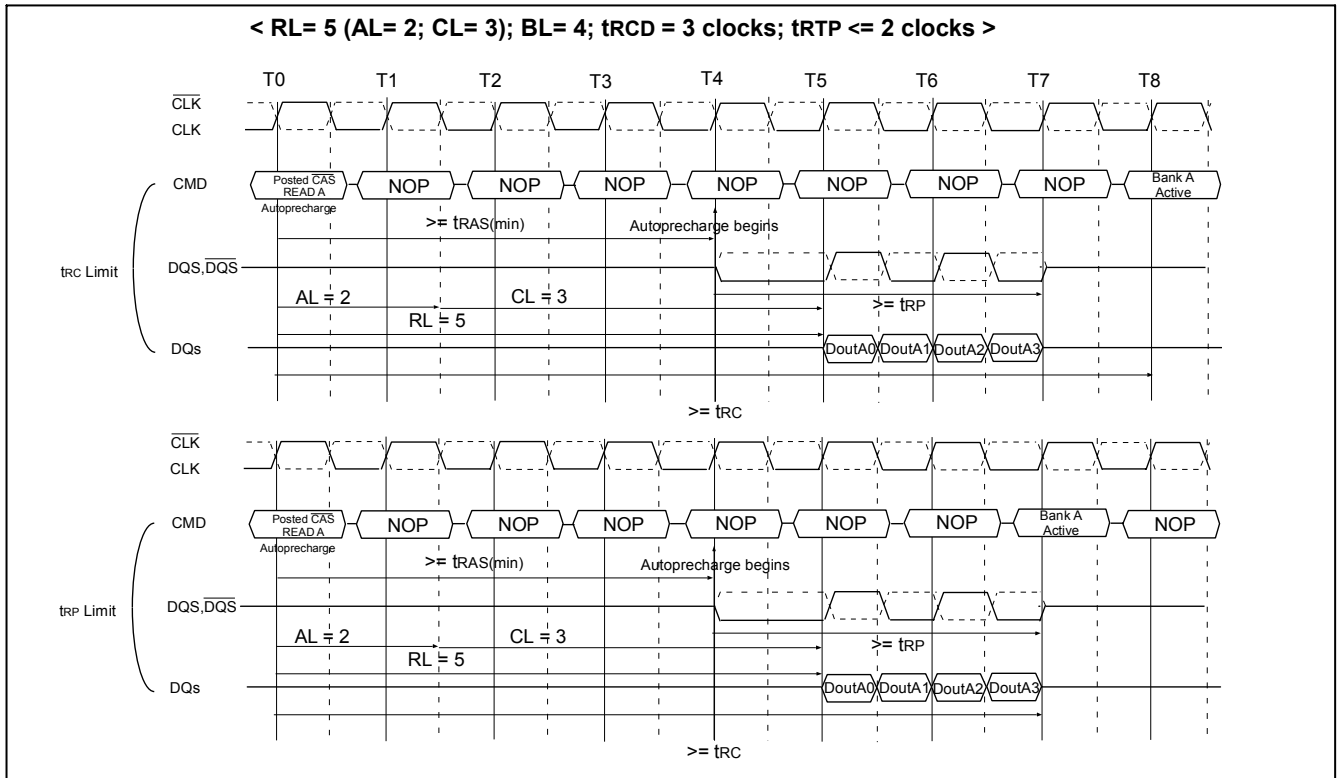 < RL= 5 (AL= 2; CL= 3); BL= 4; tRCD = 3 clocks; tRTP <= 2 clocks >
T0 T1 T2 T3 T4 T5 T6 T7 T8
CLK
CLK
CMD
Posted CAS
READ A
NOP NOP NOP NOP NOP NOP NOP
Bank A
Active
Autoprecharge
>= tRAS(min)
Autoprecharge begins
tRC Limit
DQS,DQS
AL = 2
CL = 3
>= tRP
RL = 5
DQs
DoutA0 DoutA1 DoutA2 DoutA3
>= tRC
CLK
CLK
CMD
Posted CAS
READ A
NOP NOP NOP NOP NOP NOP
Bank A
Active
NOP
Autoprecharge
>= tRAS(min)
Autoprecharge begins
tRP Limit
DQS,DQS
AL = 2
CL = 3
>= tRP
RL = 5
DQs
DoutA0 DoutA1 DoutA2 DoutA3
>= tRC